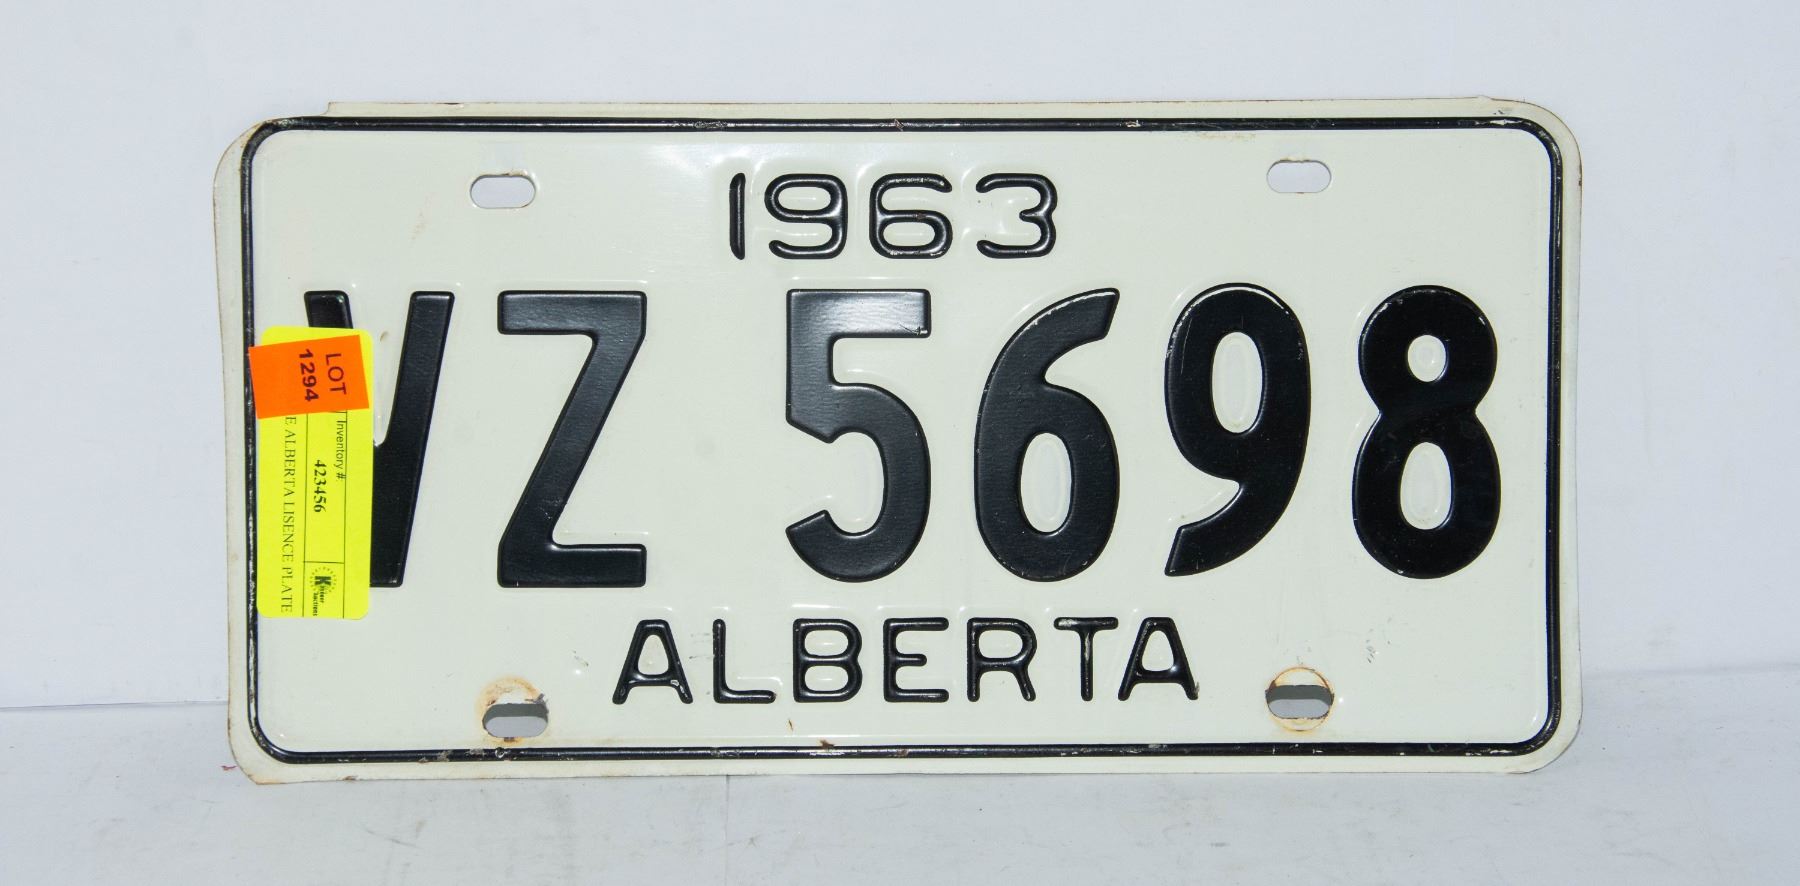 1963
VZ 5698
ALBERTA
LOT
1294
Inventory #:
423456
E ALBERTA LISENCE PLATE